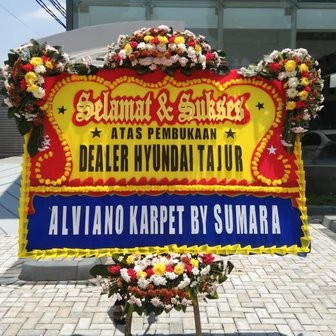 Selamat & Sukses
ATAS PEMBUKAAN
DEALER HYUNDAI TAJUR
ALVIANO KARPET BY SUMARA